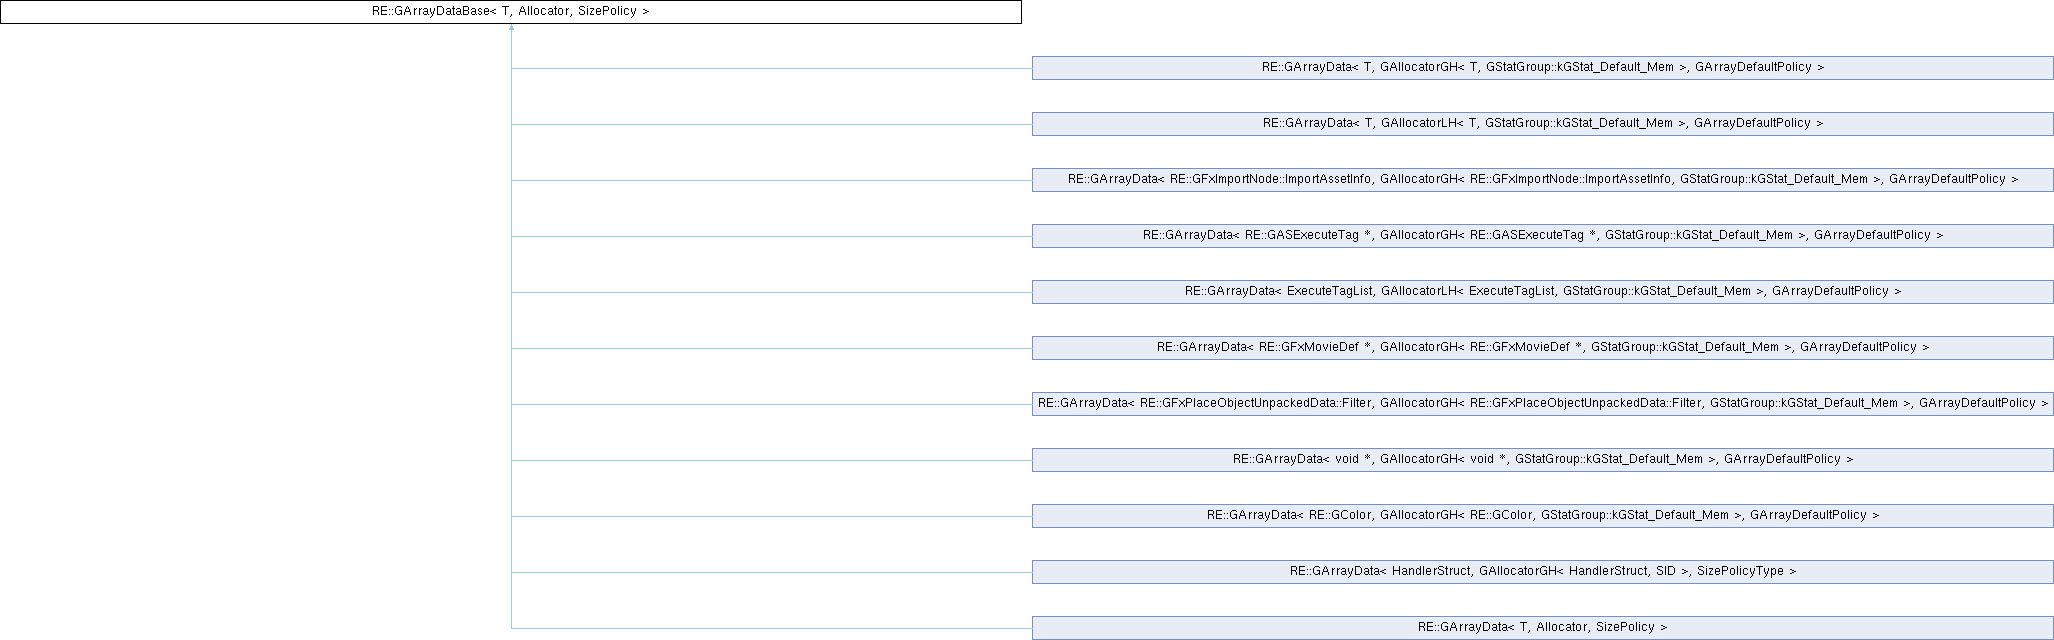 RE::GArrayDataBase< T, Allocator, SizePolicy >
RE::GArrayData< T, GAllocatorGH< T, GStatGroup::kGStat_Default_Mem >, GArrayDefaultPolicy >
RE::GArrayData< T, GAllocatorLH< T, GStatGroup::kGStat_Default_Mem >, GArrayDefaultPolicy >
RE::GArrayData< RE::GFxImportNode::ImportAssetInfo, GAllocatorGH< RE::GFxImportNode::ImportAssetInfo, GStatGroup::kGStat_Default_Mem >, GArrayDefaultPolicy >
RE::GArrayData< RE::GASExecuteTag *, GAllocatorGH< RE::GASExecuteTag *, GStatGroup::kGStat_Default_Mem >, GArrayDefaultPolicy >
RE::GArrayData< ExecuteTagList, GAllocatorLH< ExecuteTagList, GStatGroup::kGStat_Default_Mem >, GArrayDefaultPolicy >
RE::GArrayData< RE::GFxMovieDef *, GAllocatorGH< RE::GFxMovieDef *, GStatGroup::kGStat_Default_Mem >, GArrayDefaultPolicy >
RE::GArrayData< RE::GFxPlaceObjectUnpackedData::Filter, GAllocatorGH< RE::GFxPlaceObjectUnpackedData::Filter, GStatGroup::kGStat_Default_Mem >, GArrayDefaultPolicy >
RE::GArrayData< void *, GAllocatorGH< void *, GStatGroup::kGStat_Default_Mem >, GArrayDefaultPolicy >
RE::GArrayData< RE::GColor, GAllocatorGH< RE::GColor, GStatGroup::kGStat_Default_Mem >, GArrayDefaultPolicy >
RE::GArrayData< HandlerStruct, GAllocatorGH< HandlerStruct, SID >, SizePolicyType >
RE::GArrayData< T, Allocator, SizePolicy >